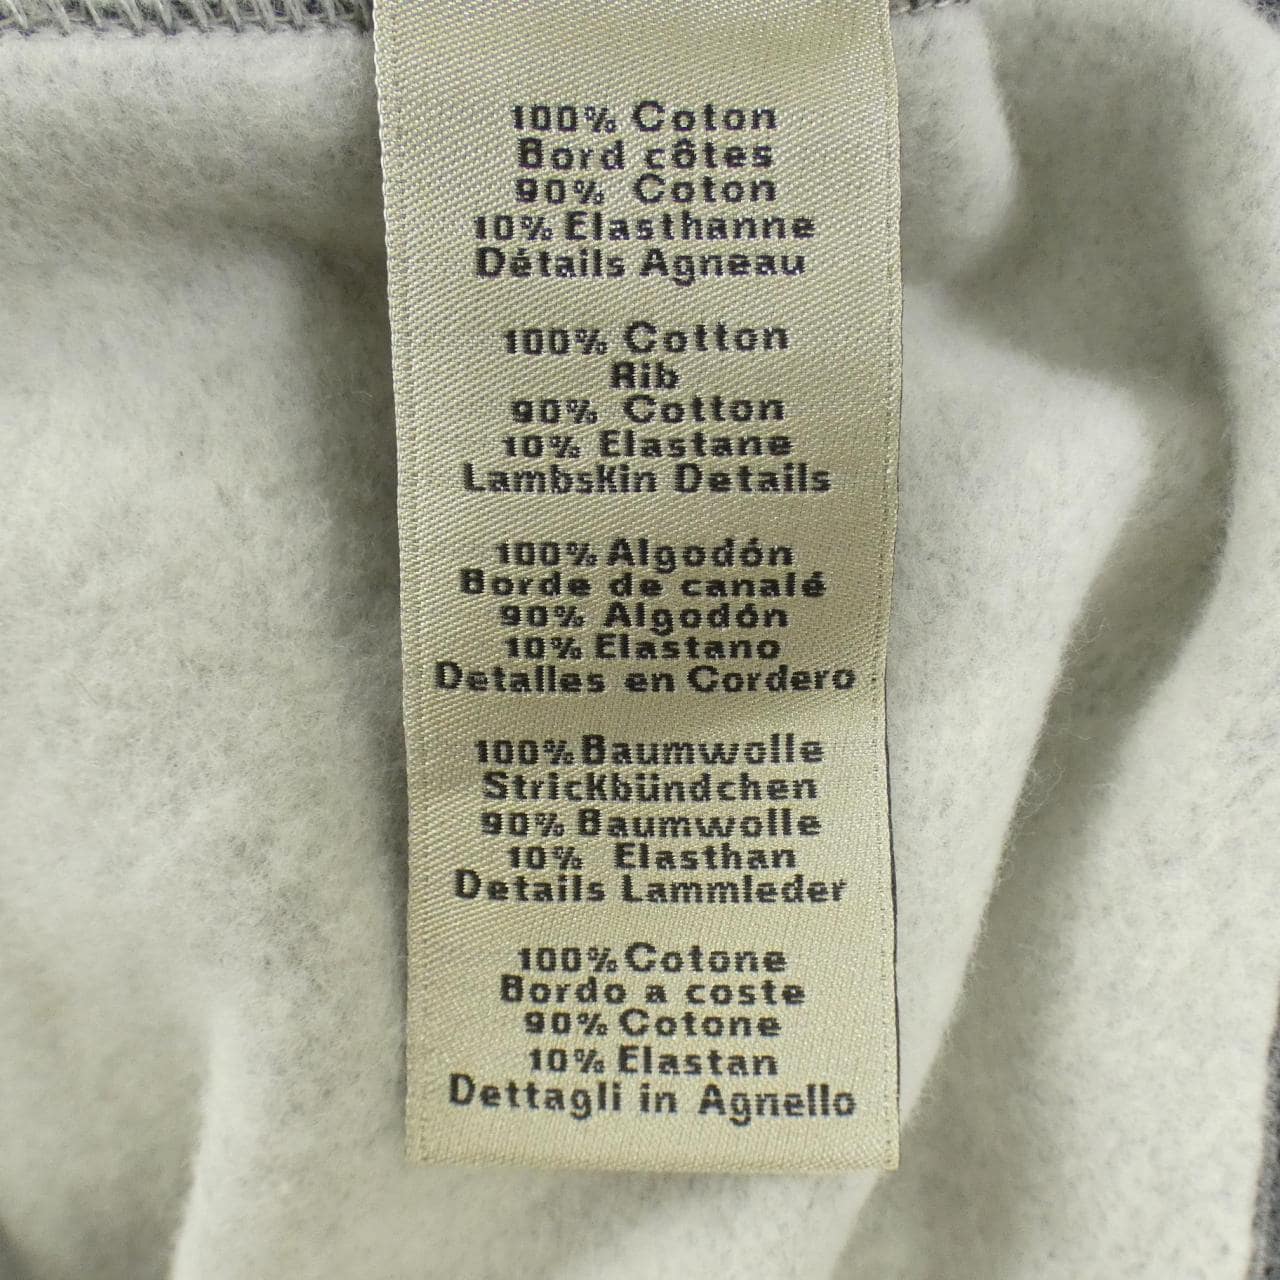 100% Coton
Bord côtes
90% Coton
10% Elasthanne
Détails Agneau
100% Cotton
Rib
90% Cotton
10% Elastane
Lambskin Details
100% Algodón
Borde de canalé
90% Algodón
10% Elastano
Detalles en Cordero
100% Baumwolle
Strickbündchen
90% Baumwolle
10% Elasthan
Details Lammleder
100% Cotone
Bordo a coste
90% Cotone
10% Elastan
Dettagli in Agnello